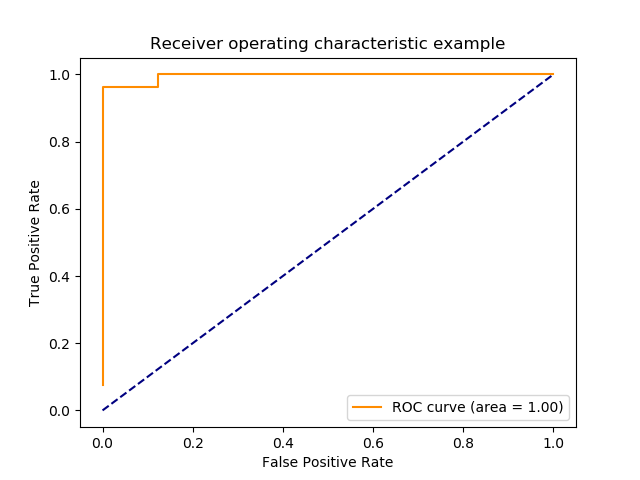 Receiver operating characteristic example
True Positive Rate
1.0
0.8
0.6
0.4
0.2
0.0
ROC curve (area = 1.00)
0.0 0.2 0.4 0.6 0.8 1.0
False Positive Rate